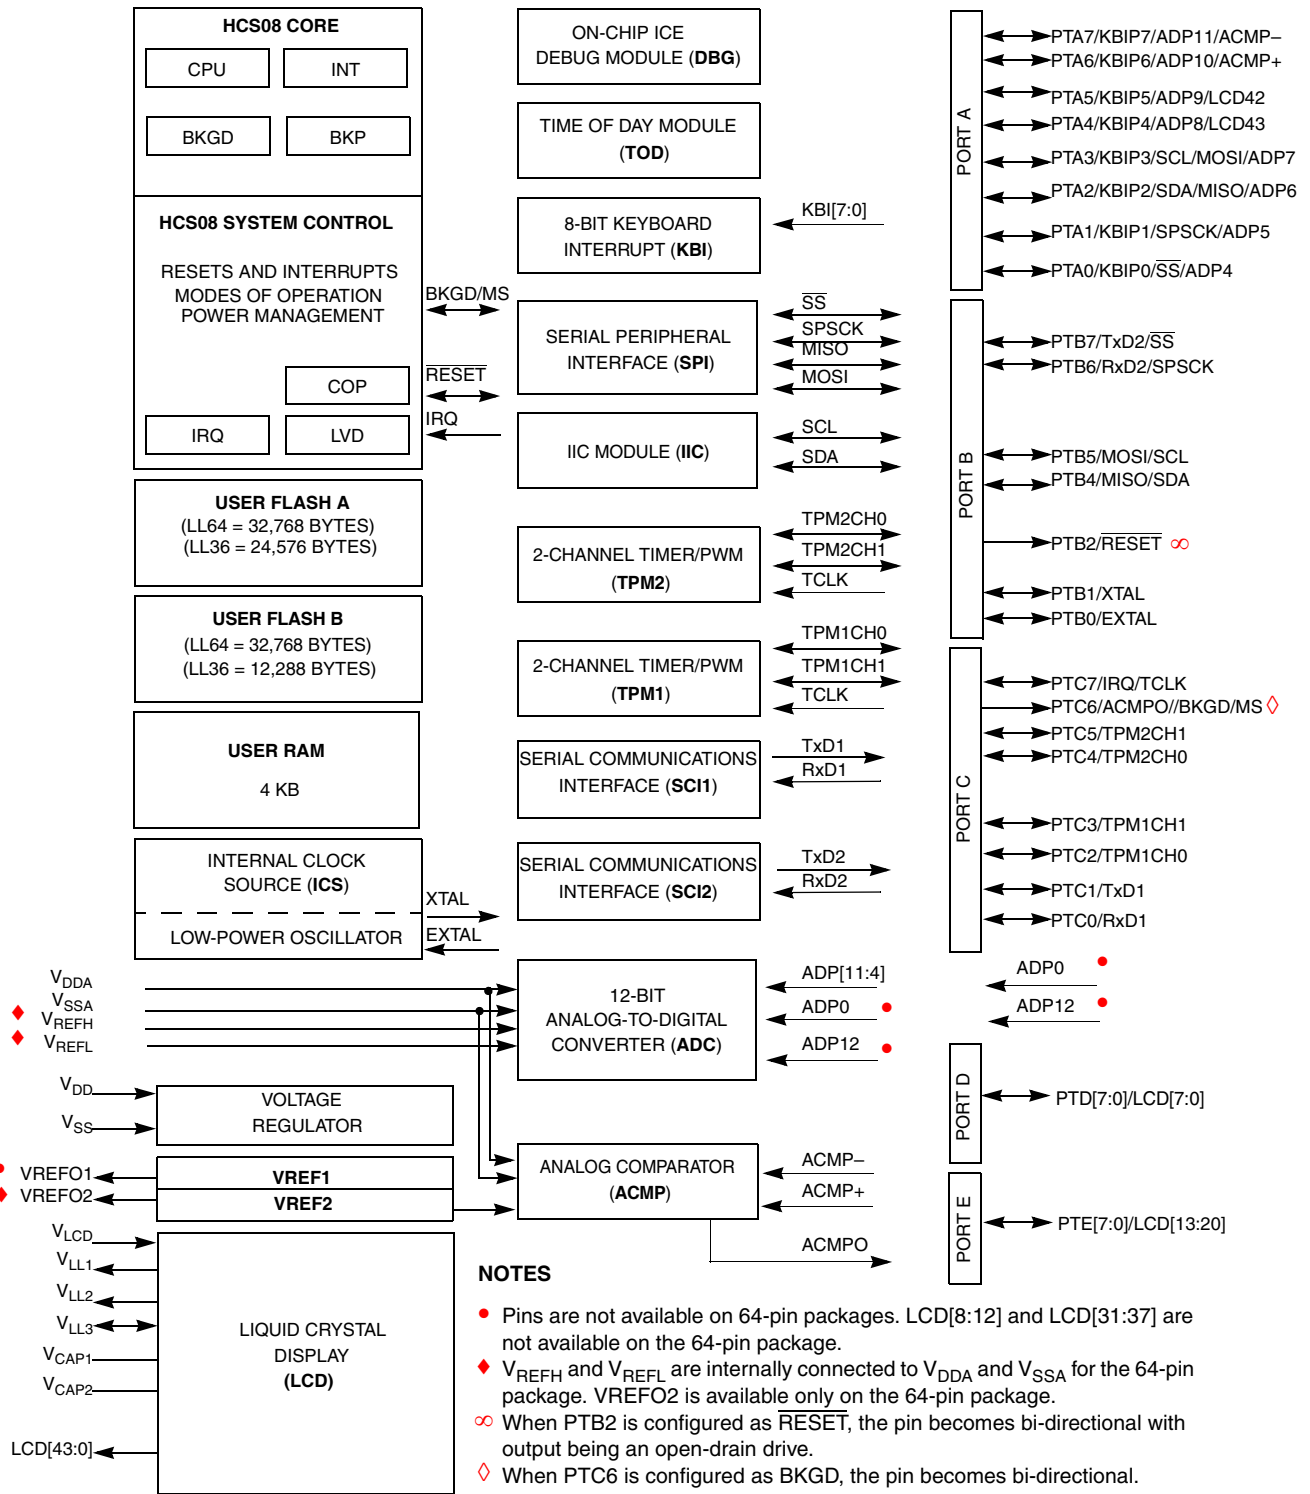 HCS08 CORE
CPU
INT
BKGD
BKP
HCS08 SYSTEM CONTROL
RESETS AND INTERRUPTS
MODES OF OPERATION
POWER MANAGEMENT
COP
IRQ
LVD
BKGD/MS
RESET
IRQ
USER FLASH A
(LL64 = 32,768 BYTES)
(LL36 = 24,576 BYTES)
USER FLASH B
(LL64 = 32,768 BYTES)
(LL36 = 12,288 BYTES)
USER RAM
4 KB
INTERNAL CLOCK
SOURCE (ICS)
LOW-POWER OSCILLATOR
XTAL
EXTAL
VDDA
VSSA
♦ VREFH
♦ VREFL
VDD
VSS
VOLTAGE
REGULATOR
• VREFO1
♦ VREFO2
VREF1
VREF2
VLCD
VLL1
VLL2
VLL3
VCAP1
VCAP2
LCD[43:0]
LIQUID CRYSTAL
DISPLAY
(LCD)
ON-CHIP ICE
DEBUG MODULE (DBG)
TIME OF DAY MODULE
(TOD)
8-BIT KEYBOARD
INTERRUPT (KBI)
KBI[7:0]
SERIAL PERIPHERAL
INTERFACE (SPI)
SS
SPSCK
MISO
MOSI
IIC MODULE (IIC)
SCL
SDA
2-CHANNEL TIMER/PWM
(TPM2)
TPM2CH0
TPM2CH1
TCLK
2-CHANNEL TIMER/PWM
(TPM1)
TPM1CH0
TPM1CH1
TCLK
SERIAL COMMUNICATIONS
INTERFACE (SCI1)
TxD1
RxD1
SERIAL COMMUNICATIONS
INTERFACE (SCI2)
TxD2
RxD2
12-BIT
ANALOG-TO-DIGITAL
CONVERTER (ADC)
ADP[11:4]
ADP0 •
ADP12 •
ANALOG COMPARATOR
(ACMP)
ACMP–
ACMP+
ACMPO
PORT A
PTA7/KBIP7/ADP11/ACMP–
PTA6/KBIP6/ADP10/ACMP+
PTA5/KBIP5/ADP9/LCD42
PTA4/KBIP4/ADP8/LCD43
PTA3/KBIP3/SCL/MOSI/ADP7
PTA2/KBIP2/SDA/MISO/ADP6
PTA1/KBIP1/SPSCK/ADP5
PTA0/KBIP0/SS/ADP4
PORT B
PTB7/TxD2/SS
PTB6/RxD2/SPSCK
PTB5/MOSI/SCL
PTB4/MISO/SDA
PTB2/RESET ∞
PTB1/XTAL
PTB0/EXTAL
PORT C
PTC7/IRQ/TCLK
PTC6/ACMPO//BKGD/MS ◊
PTC5/TPM2CH1
PTC4/TPM2CH0
PTC3/TPM1CH1
PTC2/TPM1CH0
PTC1/TxD1
PTC0/RxD1
ADP0 •
ADP12 •
PORT D
PTD[7:0]/LCD[7:0]
PORT E
PTE[7:0]/LCD[13:20]
NOTES
• Pins are not available on 64-pin packages. LCD[8:12] and LCD[31:37] are
not available on the 64-pin package.
♦ VREFH and VREFL are internally connected to VDDA and VSSA for the 64-pin
package. VREFO2 is available only on the 64-pin package.
∞ When PTB2 is configured as RESET, the pin becomes bi-directional with
output being an open-drain drive.
◊ When PTC6 is configured as BKGD, the pin becomes bi-directional.